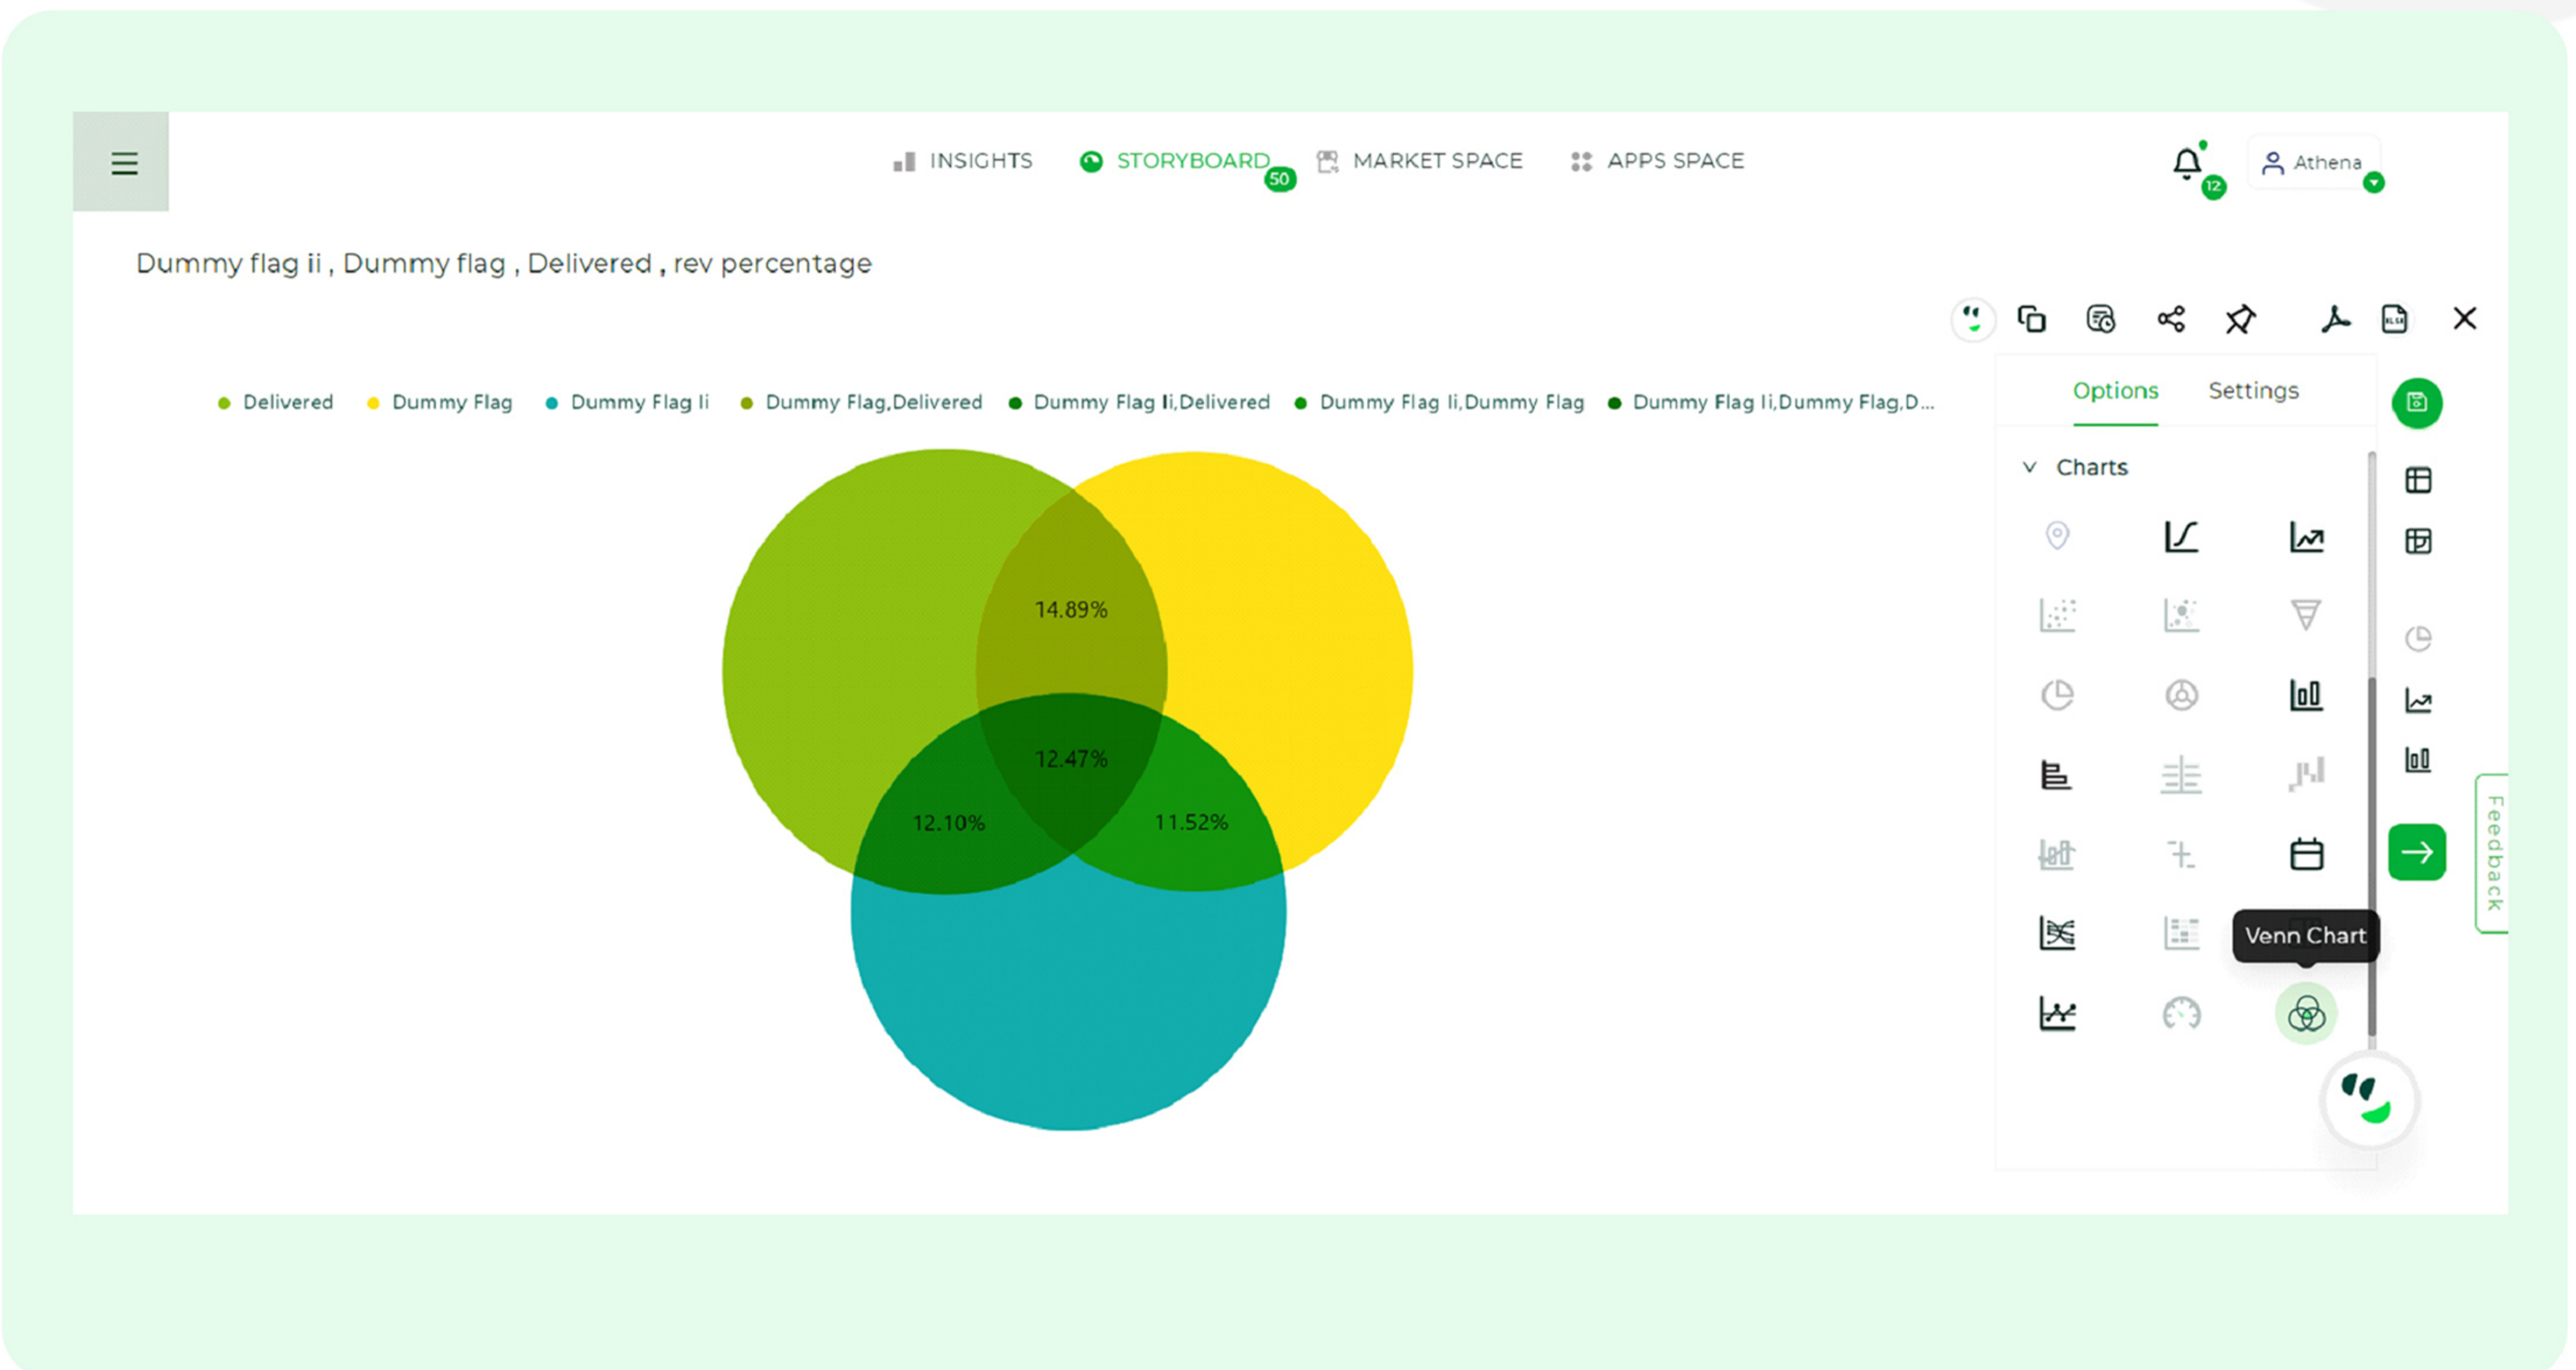 INSIGHTS STORYBOARD 50 MARKET SPACE APPS SPACE 12 Athena
Dummy flag ii , Dummy flag , Delivered , rev percentage
XLSX
Delivered Dummy Flag Dummy Flag Ii Dummy Flag,Delivered Dummy Flag Ii,Delivered Dummy Flag Ii,Dummy Flag Dummy Flag Ii,Dummy Flag,D...
Options Settings
Charts
14.89%
12.47%
12.10% 11.52%
Feedback
Venn Chart